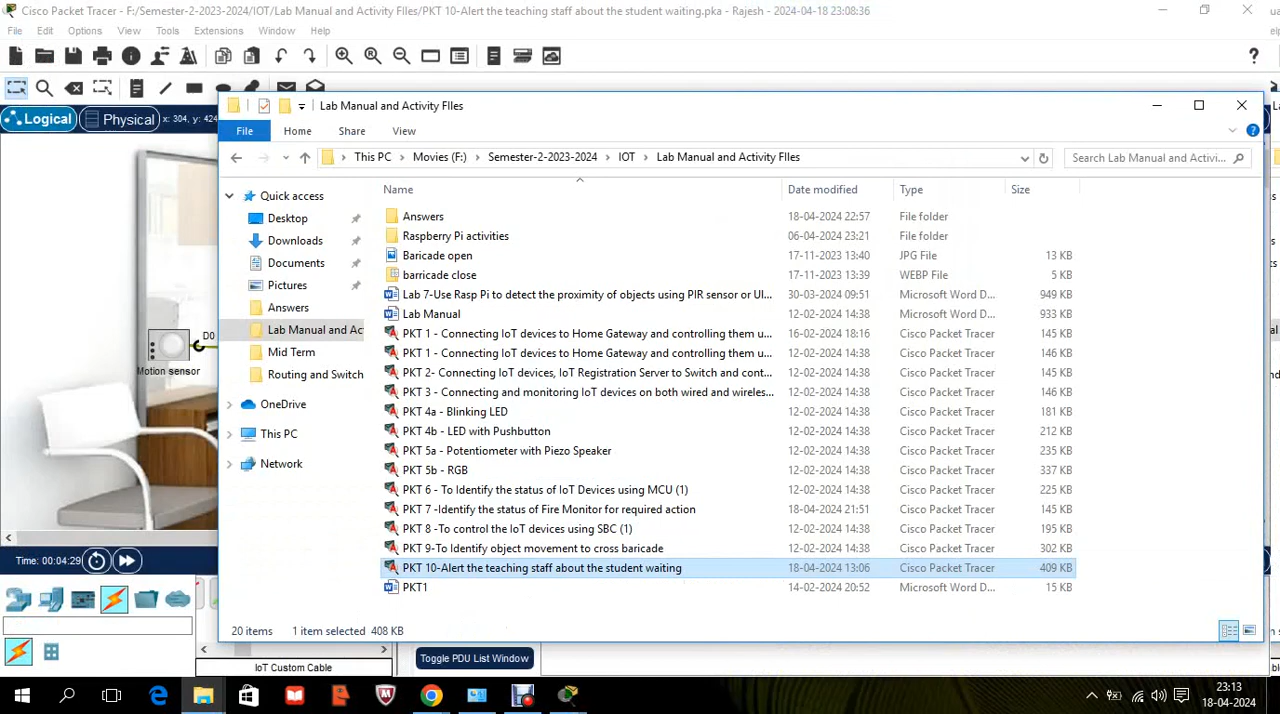 Cisco Packet Tracer - F:/Semester-2-2023-2024/IOT/Lab Manual and Activity FIles/PKT 10-Alert the teaching staff about the student waiting.pka - Rajesh - 2024-04-18 23:08:36
File Edit Options View Tools Extensions Window Help
Logical Physical x: 304, y: 424
Lab Manual and Activity FIles
File Home Share View
This PC Movies (F:) Semester-2-2023-2024 IOT Lab Manual and Activity FIles Search Lab Manual and Activity...
Name Date modified Type Size
Quick access
Desktop
Downloads
Documents
Pictures
Answers
Lab Manual and Ac
Mid Term
Routing and Switch
OneDrive
This PC
Network
Answers 18-04-2024 22:57 File folder
Raspberry Pi activities 06-04-2024 23:21 File folder
Baricade open 17-11-2023 13:40 JPG File 13 KB
barricade close 17-11-2023 13:39 WEBP File 5 KB
Lab 7-Use Rasp Pi to detect the proximity of objects using PIR sensor or Ul... 30-03-2024 09:51 Microsoft Word D... 949 KB
Lab Manual 12-02-2024 14:38 Microsoft Word D... 933 KB
PKT 1 - Connecting IoT devices to Home Gateway and controlling them u... 16-02-2024 18:16 Cisco Packet Tracer 145 KB
PKT 1 - Connecting IoT devices to Home Gateway and controlling them u... 12-02-2024 14:38 Cisco Packet Tracer 146 KB
PKT 2- Connecting IoT devices, IoT Registration Server to Switch and cont... 12-02-2024 14:38 Cisco Packet Tracer 145 KB
PKT 3 - Connecting and monitoring IoT devices on both wired and wireles... 12-02-2024 14:38 Cisco Packet Tracer 146 KB
PKT 4a - Blinking LED 12-02-2024 14:38 Cisco Packet Tracer 181 KB
PKT 4b - LED with Pushbutton 12-02-2024 14:38 Cisco Packet Tracer 212 KB
PKT 5a - Potentiometer with Piezo Speaker 12-02-2024 14:38 Cisco Packet Tracer 235 KB
PKT 5b - RGB 12-02-2024 14:38 Cisco Packet Tracer 337 KB
PKT 6 - To Identify the status of IoT Devices using MCU (1) 12-02-2024 14:38 Cisco Packet Tracer 225 KB
PKT 7 -Identify the status of Fire Monitor for required action 18-04-2024 21:51 Cisco Packet Tracer 145 KB
PKT 8 -To control the IoT devices using SBC (1) 12-02-2024 14:38 Cisco Packet Tracer 195 KB
PKT 9-To Identify object movement to cross baricade 12-02-2024 14:38 Cisco Packet Tracer 302 KB
PKT 10-Alert the teaching staff about the student waiting 18-04-2024 13:06 Cisco Packet Tracer 409 KB
PKT1 14-02-2024 20:52 Microsoft Word D... 15 KB
D0
Motion sensor
Time: 00:04:29
20 items 1 item selected 408 KB
Toggle PDU List Window
IoT Custom Cable
23:13
18-04-2024